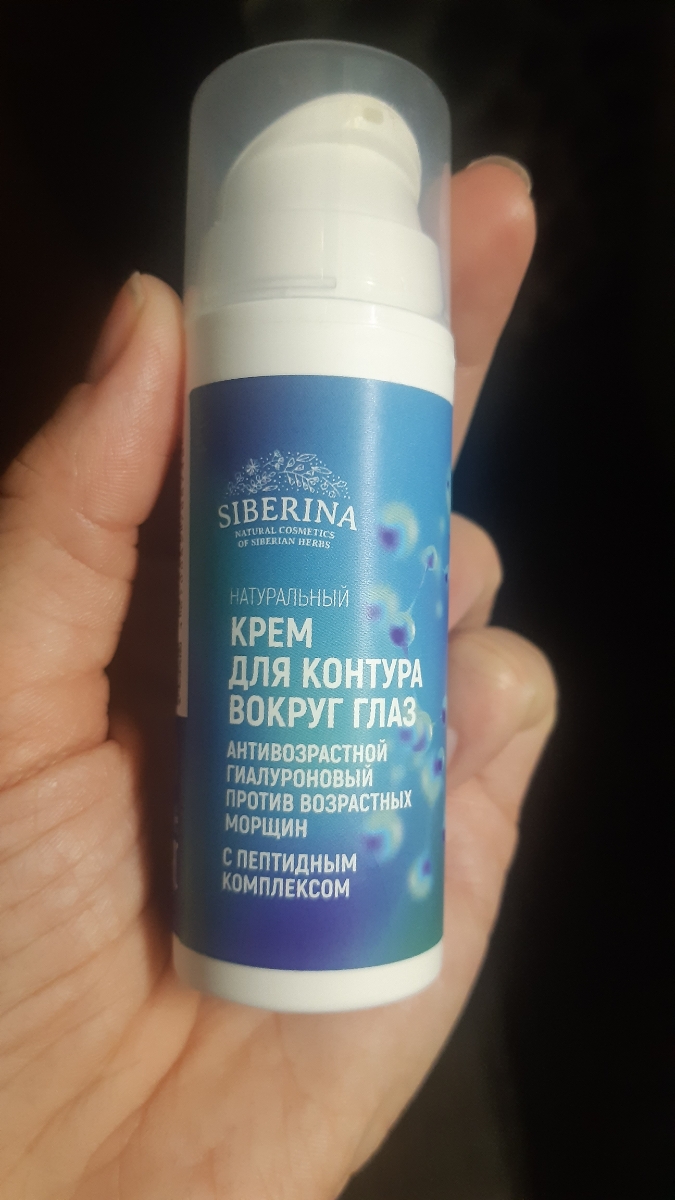 SIBERINA
NATURAL COSMETICS
OF SIBERIAN HERBS
НАТУРАЛЬНЫЙ
КРЕМ
ДЛЯ КОНТУРА
ВОКРУГ ГЛАЗ
АНТИВОЗРАСТНОЙ
ГИАЛУРОНОВЫЙ
ПРОТИВ ВОЗРАСТНЫХ
МОРЩИН
С ПЕПТИДНЫМ
КОМПЛЕКСОМ